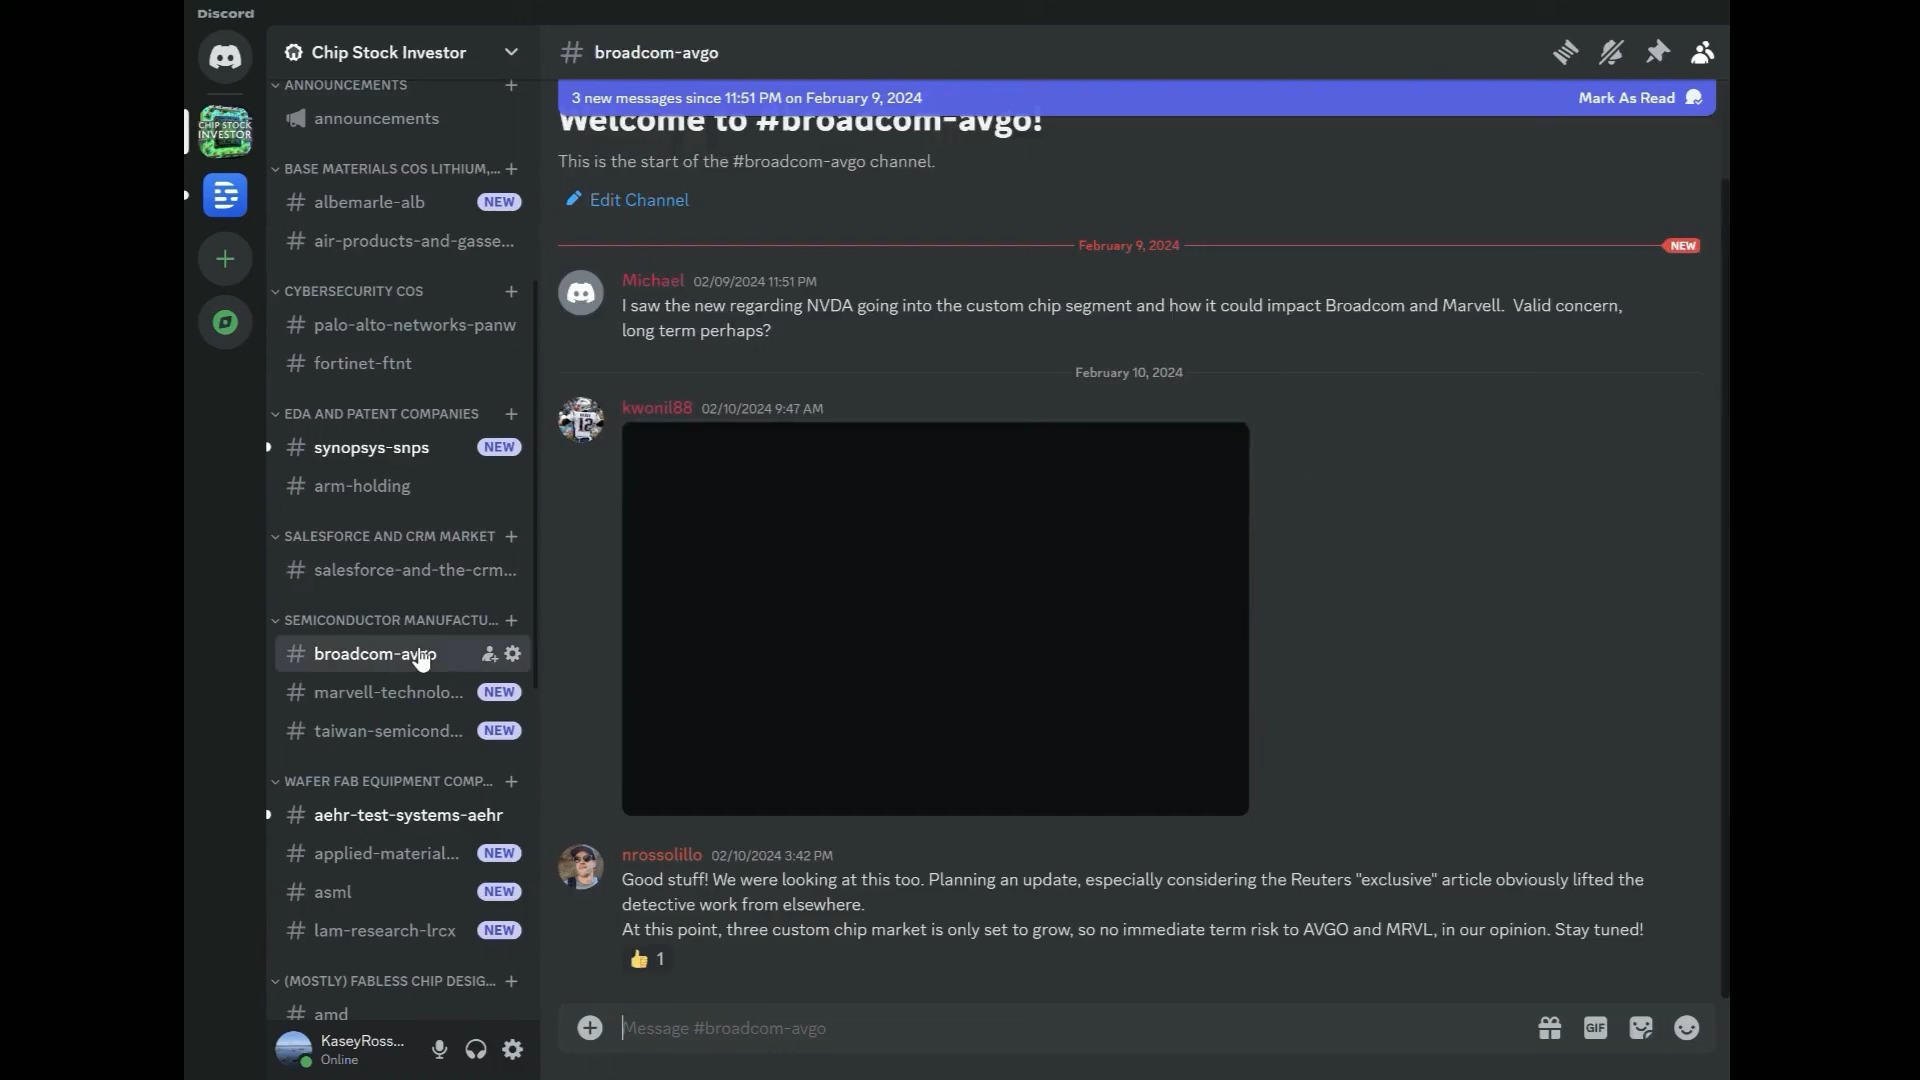 Discord
Chip Stock Investor
broadcom-avgo
ANNOUNCEMENTS
announcements
BASE MATERIALS COS LITHIUM,...
albemarle-alb NEW
air-products-and-gasse...
CYBERSECURITY COS
palo-alto-networks-panw
fortinet-ftnt
EDA AND PATENT COMPANIES
synopsys-snps NEW
arm-holding
SALESFORCE AND CRM MARKET
salesforce-and-the-crm...
SEMICONDUCTOR MANUFACTU...
broadcom-avgo
marvell-technolo... NEW
taiwan-semicond... NEW
WAFER FAB EQUIPMENT COMP...
aehr-test-systems-aehr
applied-material... NEW
asml NEW
lam-research-lrcx NEW
(MOSTLY) FABLESS CHIP DESIG...
amd
KaseyRoss...
Online
CHIP STOCK
INVESTOR
3 new messages since 11:51 PM on February 9, 2024 Mark As Read
Welcome to #broadcom-avgo!
This is the start of the #broadcom-avgo channel.
Edit Channel
February 9, 2024 NEW
Michael 02/09/2024 11:51 PM
I saw the new regarding NVDA going into the custom chip segment and how it could impact Broadcom and Marvell. Valid concern,
long term perhaps?
February 10, 2024
kwonil88 02/10/2024 9:47 AM
12
nrossolillo 02/10/2024 3:42 PM
Good stuff! We were looking at this too. Planning an update, especially considering the Reuters "exclusive" article obviously lifted the
detective work from elsewhere.
At this point, three custom chip market is only set to grow, so no immediate term risk to AVGO and MRVL, in our opinion. Stay tuned!
👍 1
Message #broadcom-avgo
GIF